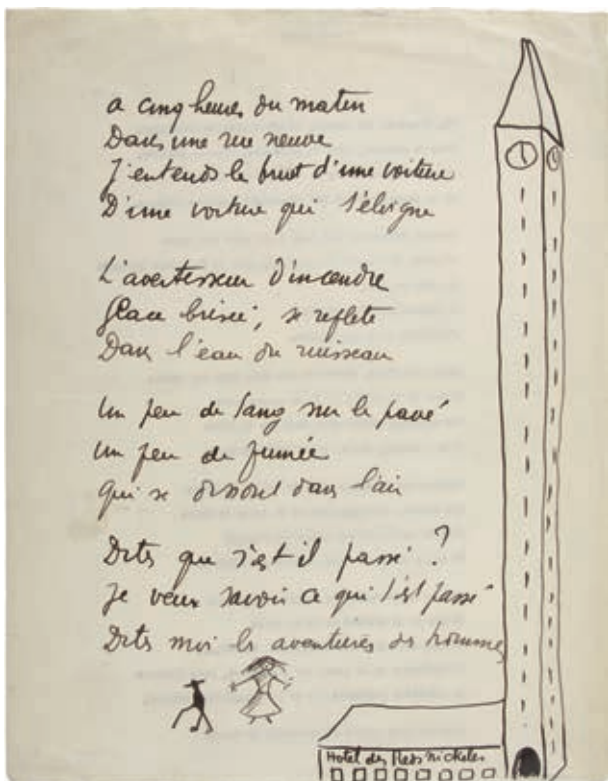 a cinq heures du matin
Dans une rue neuve
J'entends le bruit d'une voiture
D'une voiture qui s'éloigne
L'avertisseur d'incendie
glace brisée, se reflète
Dans l'eau du ruisseau
Un peu de sang sur le pavé
un peu de fumée
qui se dissout dans l'air
Dites que s'est il passé ?
je veux savoir ce qui s'est passé
Dites moi les aventures des hommes
Hotel des Pieds Nickelés